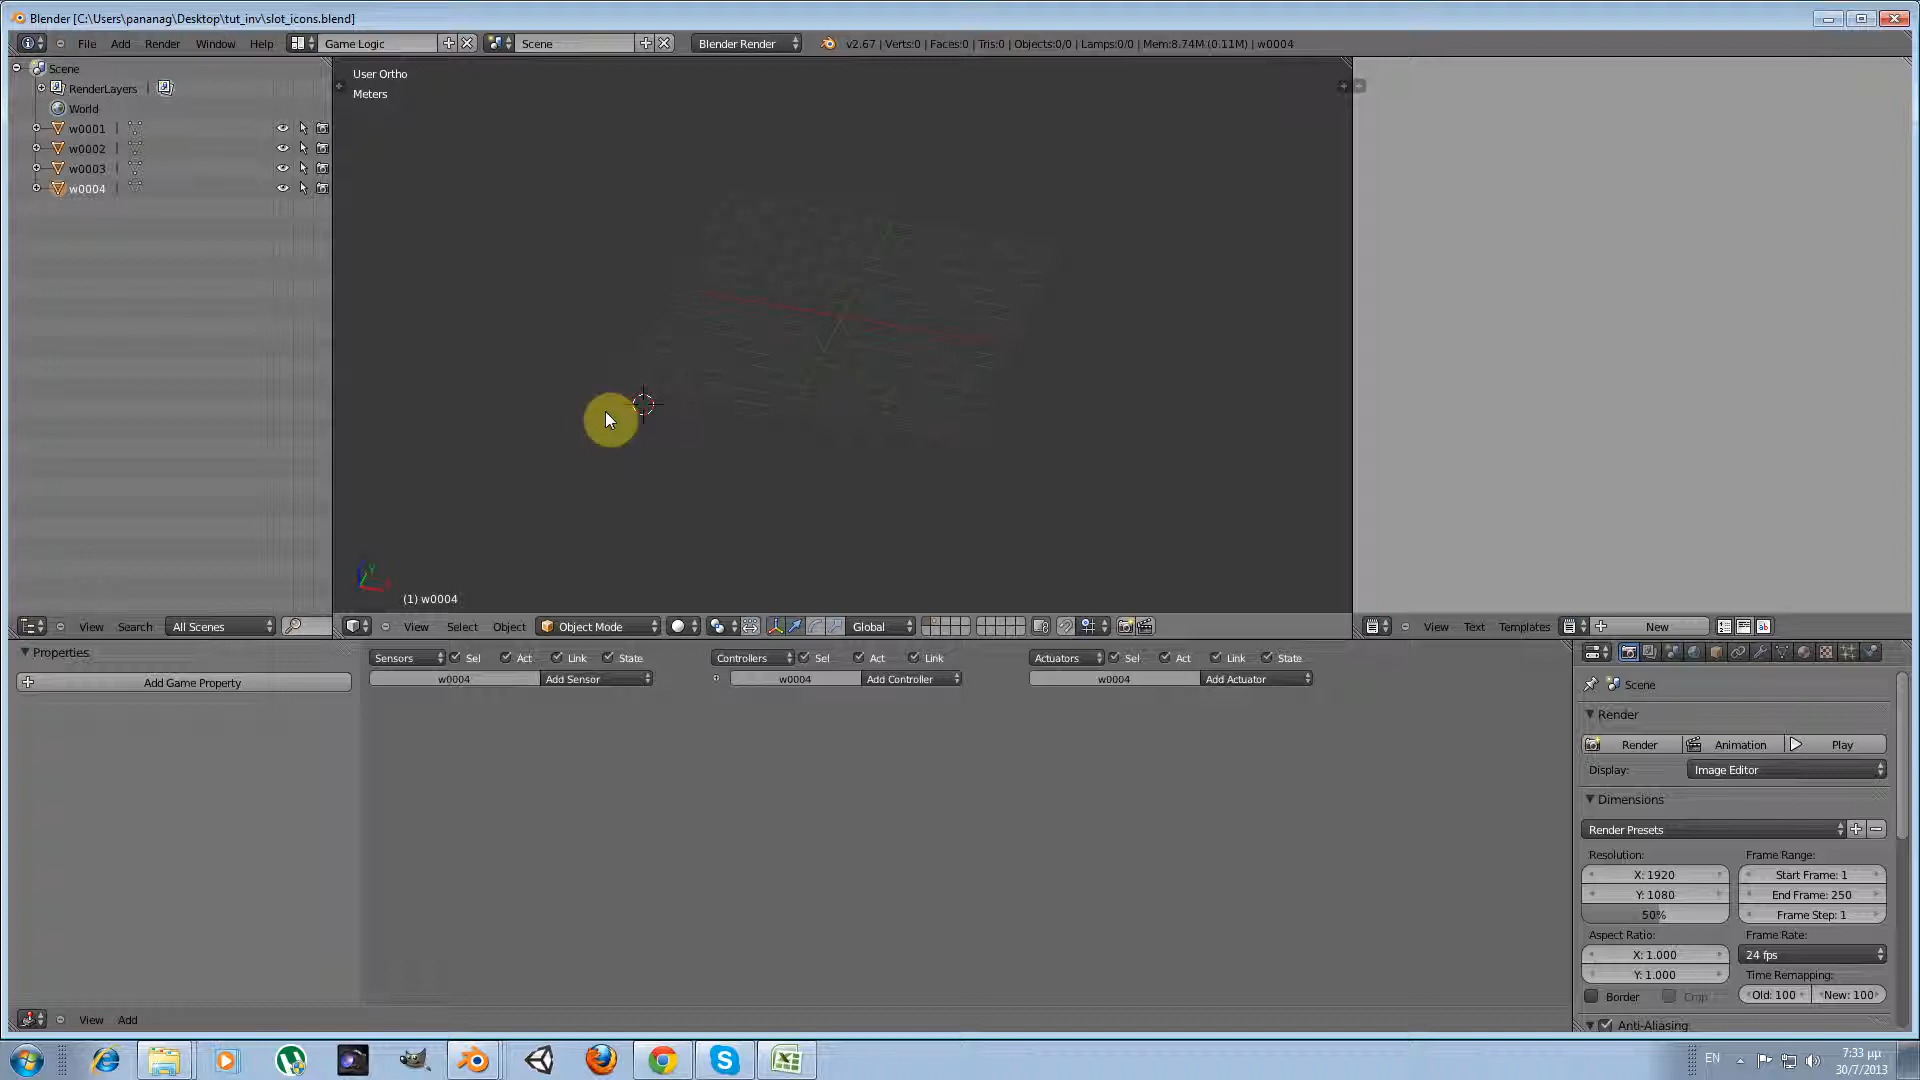 Blender [C:\Users\pananag\Desktop\tut_inv\slot_icons.blend]
File Add Render Window Help Game Logic Scene Blender Render v2.67 | Verts:0 | Faces:0 | Tris:0 | Objects:0/0 | Lamps:0/0 | Mem:8.74M (0.11M) | w0004
Scene
RenderLayers
World
w0001
w0002
w0003
w0004
User Ortho
Meters
(1) w0004
View Search All Scenes
View Select Object Object Mode Global
View Text Templates New
Properties
Add Game Property
Sensors Sel Act Link State
w0004 Add Sensor
Controllers Sel Act Link
w0004 Add Controller
Actuators Sel Act Link State
w0004 Add Actuator
Scene
Render
Render Animation Play
Display: Image Editor
Dimensions
Render Presets
Resolution: Frame Range:
X: 1920 Start Frame: 1
Y: 1080 End Frame: 250
50% Frame Step: 1
Aspect Ratio: Frame Rate:
X: 1.000 24 fps
Y: 1.000 Time Remapping:
Border Crop Old: 100 New: 100
Anti-Aliasing
View Add
EN
7:33 μμ
30/7/2013